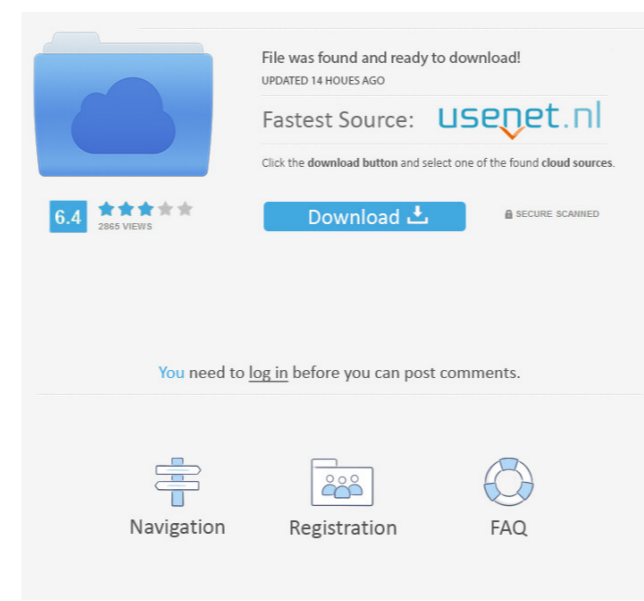 File was found and ready to download!
UPDATED 14 HOUES AGO
Fastest Source: usenet.nl
Click the download button and select one of the found cloud sources.
6.4
2865 VIEWS
Download
SECURE SCANNED
You need to log in before you can post comments.
Navigation
Registration
FAQ